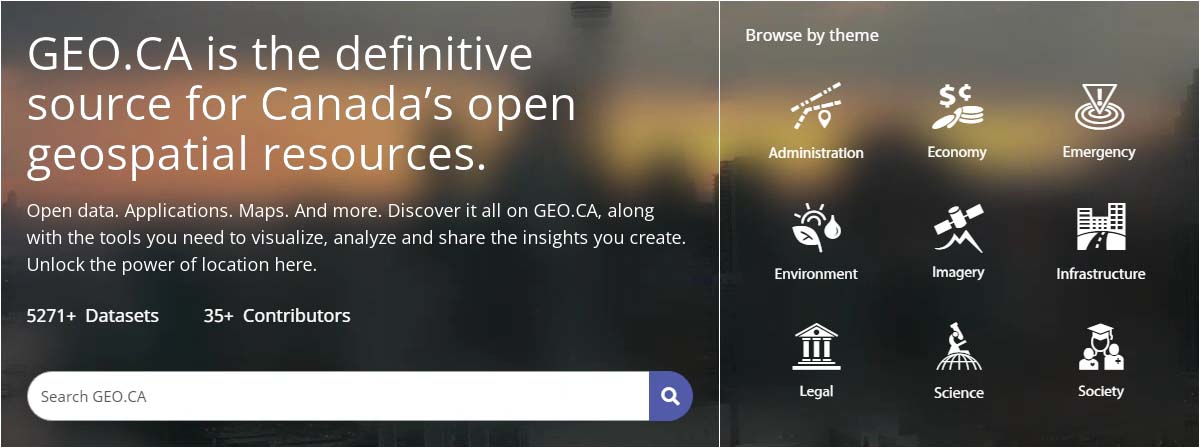 GEO.CA is the definitive
source for Canada's open
geospatial resources.
Open data. Applications. Maps. And more. Discover it all on GEO.CA, along
with the tools you need to visualize, analyze and share the insights you create.
Unlock the power of location here.
5271+ Datasets 35+ Contributors
Search GEO.CA
Browse by theme
$¢
Administration Economy Emergency
Environment Imagery Infrastructure
Legal Science Society